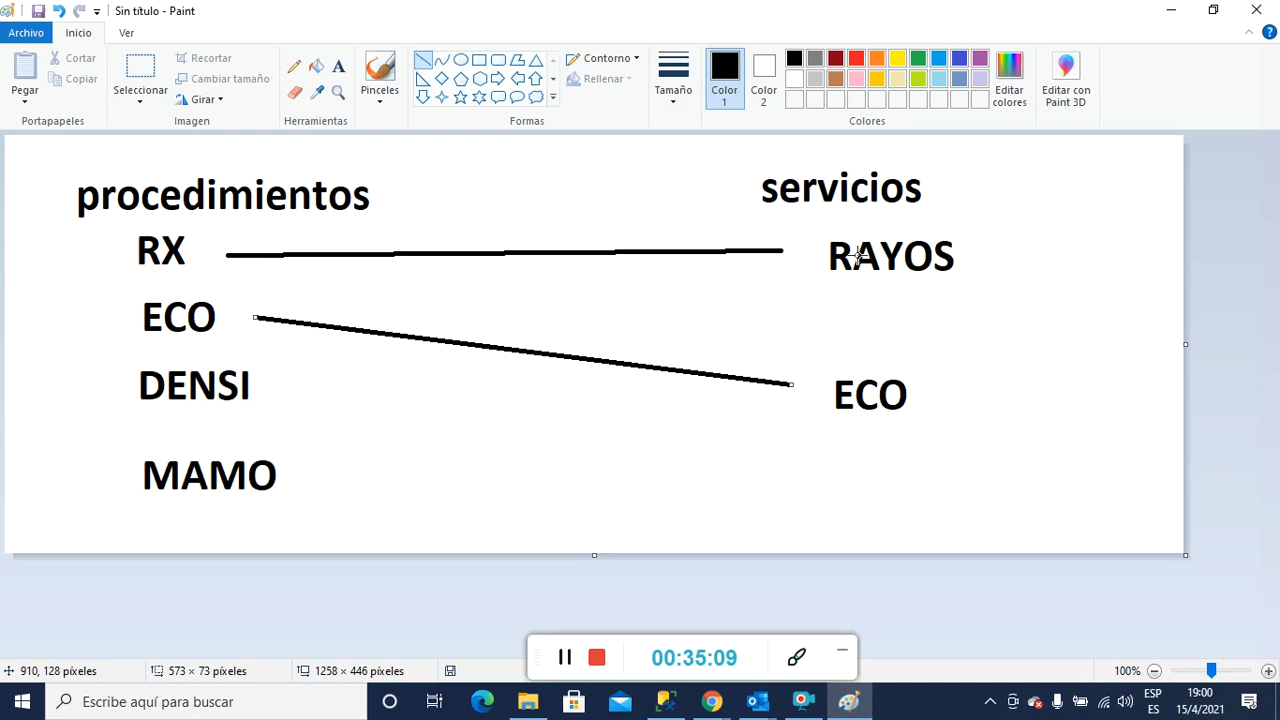 Sin título - Paint
Archivo Inicio Ver
Pegar
Cortar
Copiar
Portapapeles
Seleccionar
Recortar
Cambiar tamaño
Girar
Imagen
A
Herramientas
Pinceles
Contorno
Rellenar
Formas
Tamaño
Color 1
Color 2
Editar colores
Colores
Editar con Paint 3D
procedimientos servicios
RX RAYOS
ECO
DENSI ECO
MAMO
00:35:09
910, 128 píxeles 573 × 73 píxeles 1258 × 446 píxeles 100%
Escribe aquí para buscar
ESP
ES
19:00
15/4/2021